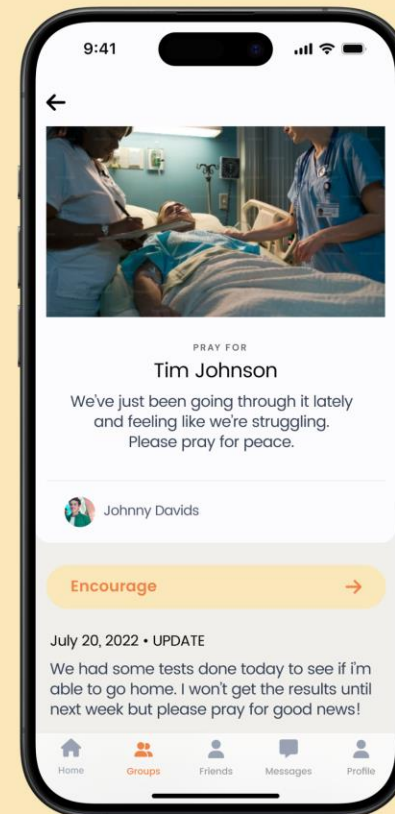 9:41
PRAY FOR
Tim Johnson
We've just been going through it lately
and feeling like we're struggling.
Please pray for peace.
Johnny Davids
Encourage
July 20, 2022 • UPDATE
We had some tests done today to see if i'm
able to go home. I won't get the results until
next week but please pray for good news!
Home Groups Friends Messages Profile